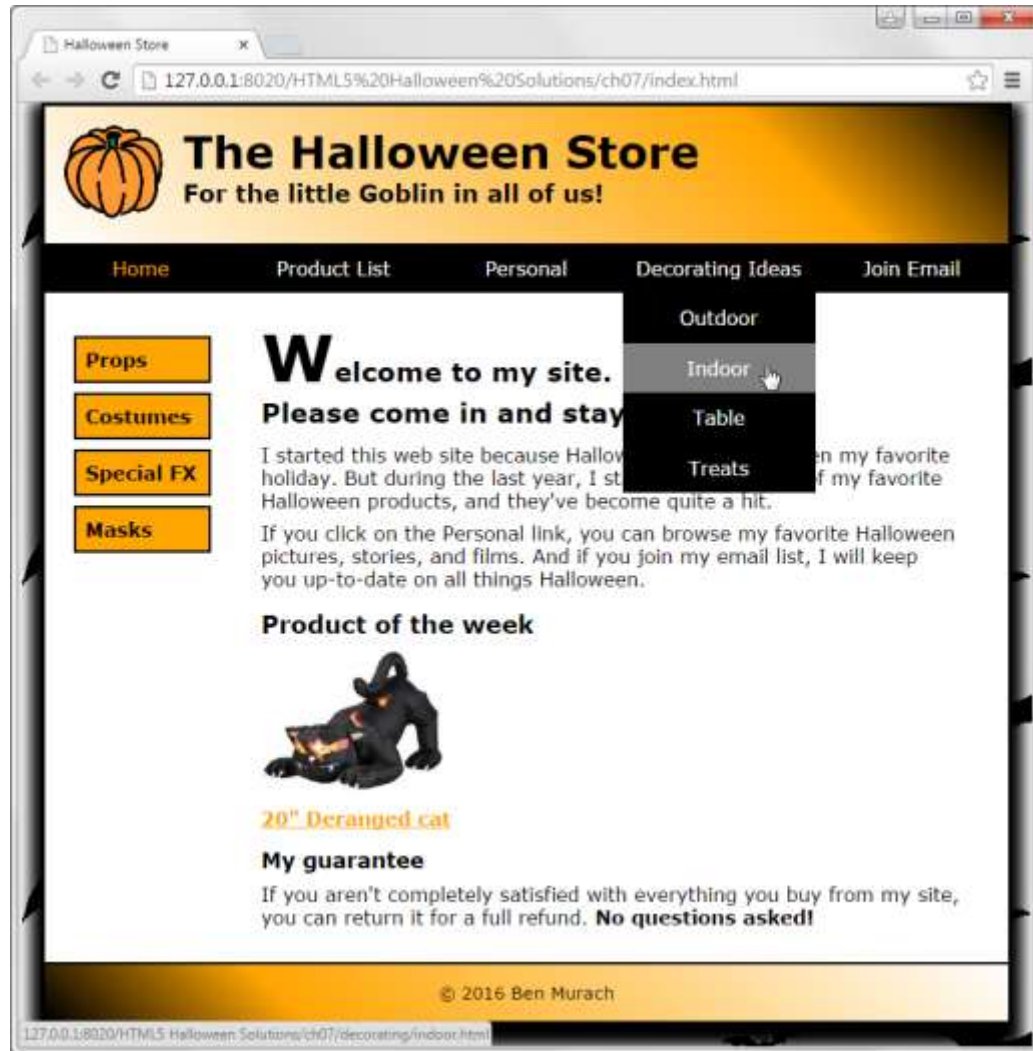 Halloween Store
127.0.0.1:8020/HTML5%20Halloween%20Solutions/ch07/index.html
The Halloween Store
For the little Goblin in all of us!
Home Product List Personal Decorating Ideas Join Email
Outdoor
Indoor
Table
Treats
Props
Costumes
Special FX
Masks
Welcome to my site.
Please come in and stay
I started this web site because Hallow en my favorite
holiday. But during the last year, I st f my favorite
Halloween products, and they've become quite a hit.
If you click on the Personal link, you can browse my favorite Halloween
pictures, stories, and films. And if you join my email list, I will keep
you up-to-date on all things Halloween.
Product of the week
20" Deranged cat
My guarantee
If you aren't completely satisfied with everything you buy from my site,
you can return it for a full refund. No questions asked!
© 2016 Ben Murach
127.0.0.1:8020/HTML5 Halloween Solutions/ch07/decorating/indoor.html